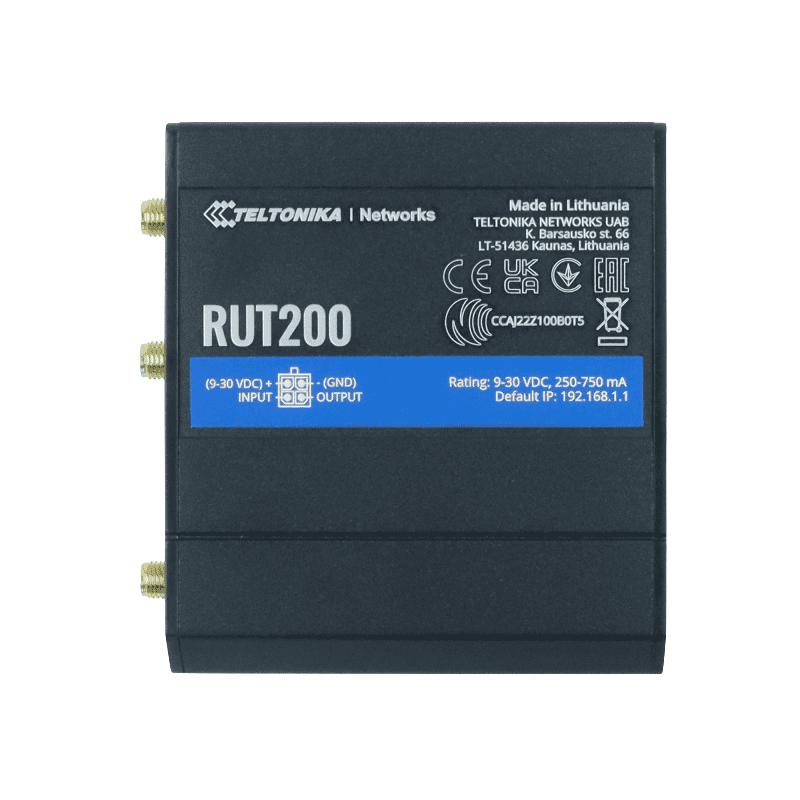 TELTONIKA | Networks
Made in Lithuania
TELTONIKA NETWORKS UAB
K. Barsausko st. 66
LT-51436 Kaunas, Lithuania
CE UK CA EAC
RUT200
CCAJ22Z100B0T5
(9-30 VDC) + - (GND)
INPUT OUTPUT
Rating: 9-30 VDC, 250-750 mA
Default IP: 192.168.1.1